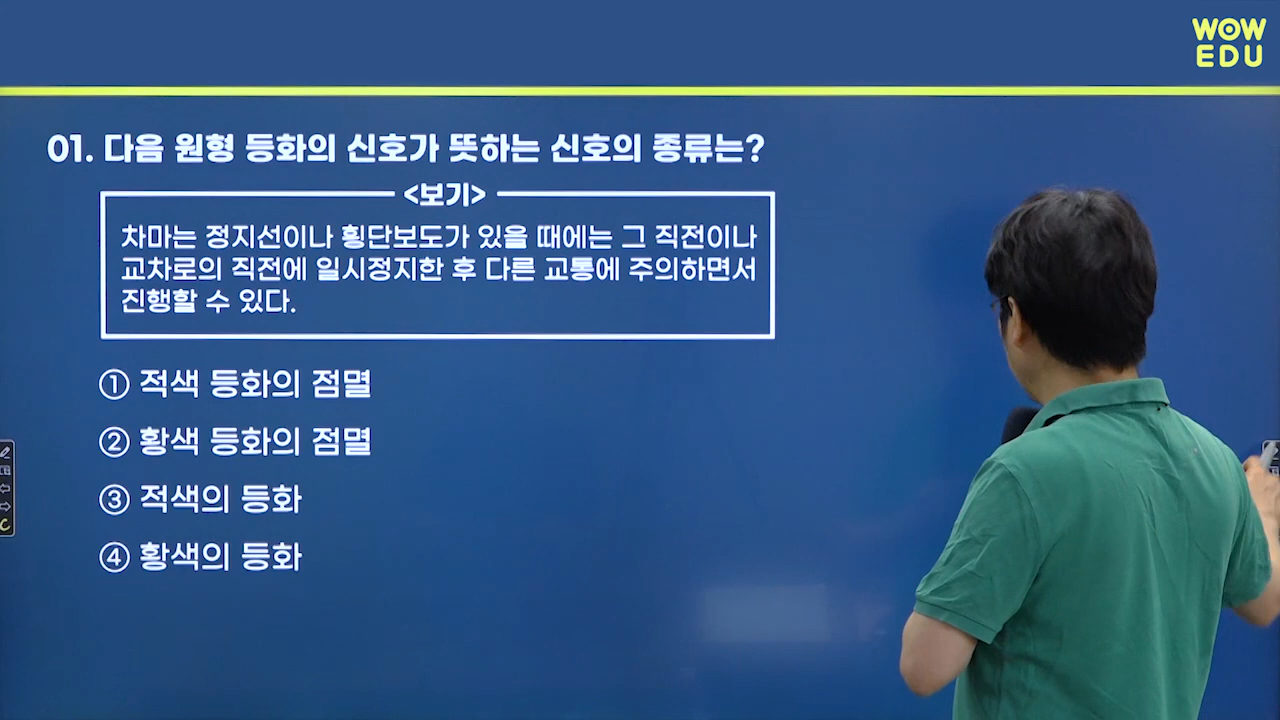 WOW
EDU
01. 다음 원형 등화의 신호가 뜻하는 신호의 종류는?
<보기>
차마는 정지선이나 횡단보도가 있을 때에는 그 직전이나
교차로의 직전에 일시정지한 후 다른 교통에 주의하면서
진행할 수 있다.
① 적색 등화의 점멸
② 황색 등화의 점멸
③ 적색의 등화
④ 황색의 등화